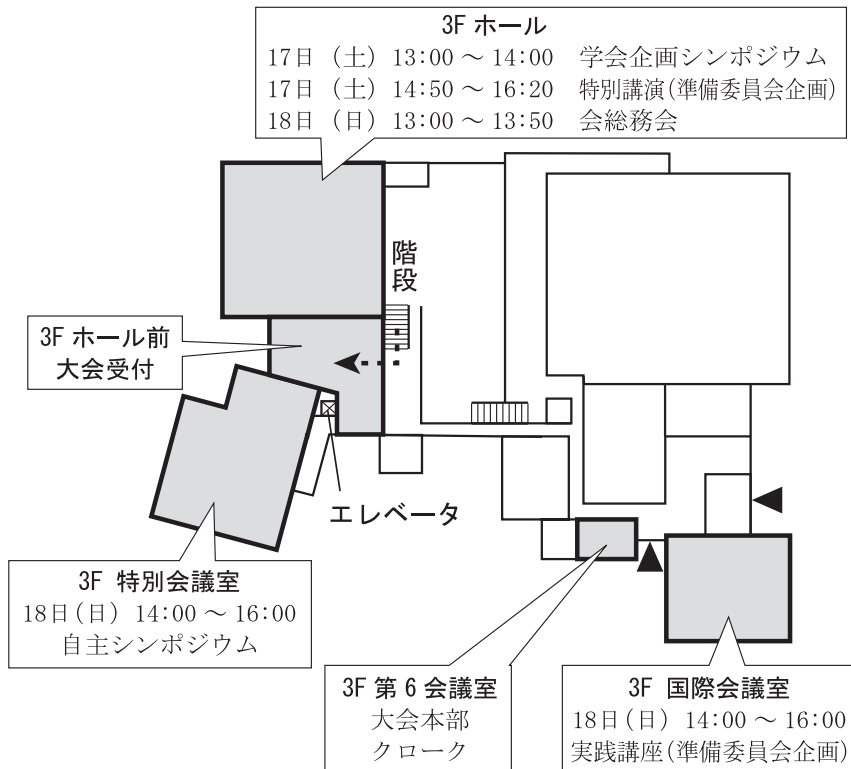 3F ホール
17日（土）13:00 ～ 14:00 学会企画シンポジウム
17日（土）14:50 ～ 16:20 特別講演(準備委員会企画)
18日（日）13:00 ～ 13:50 会総務会
階段
3F ホール前
大会受付
エレベータ
3F 特別会議室
18日(日) 14:00 ～ 16:00
自主シンポジウム
3F 第6会議室
大会本部
クローク
3F 国際会議室
18日(日) 14:00 ～ 16:00
実践講座(準備委員会企画)